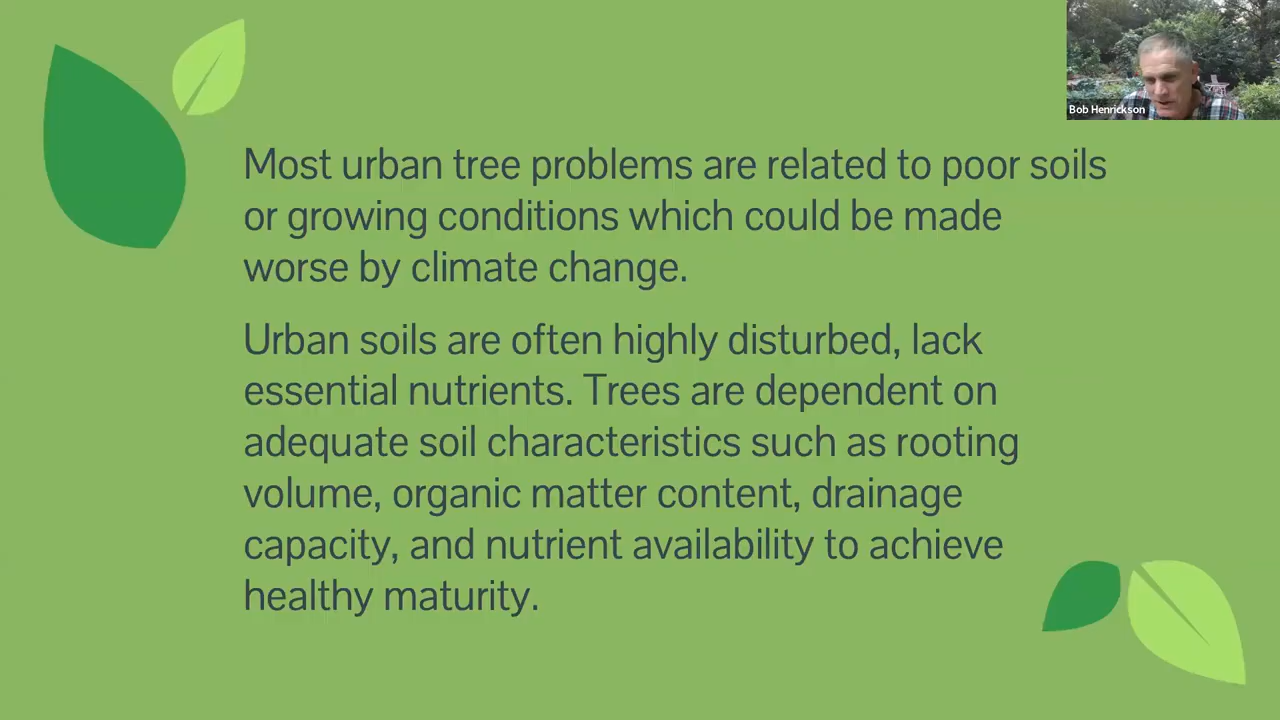 Bob Henrickson
Most urban tree problems are related to poor soils
or growing conditions which could be made
worse by climate change.
Urban soils are often highly disturbed, lack
essential nutrients. Trees are dependent on
adequate soil characteristics such as rooting
volume, organic matter content, drainage
capacity, and nutrient availability to achieve
healthy maturity.